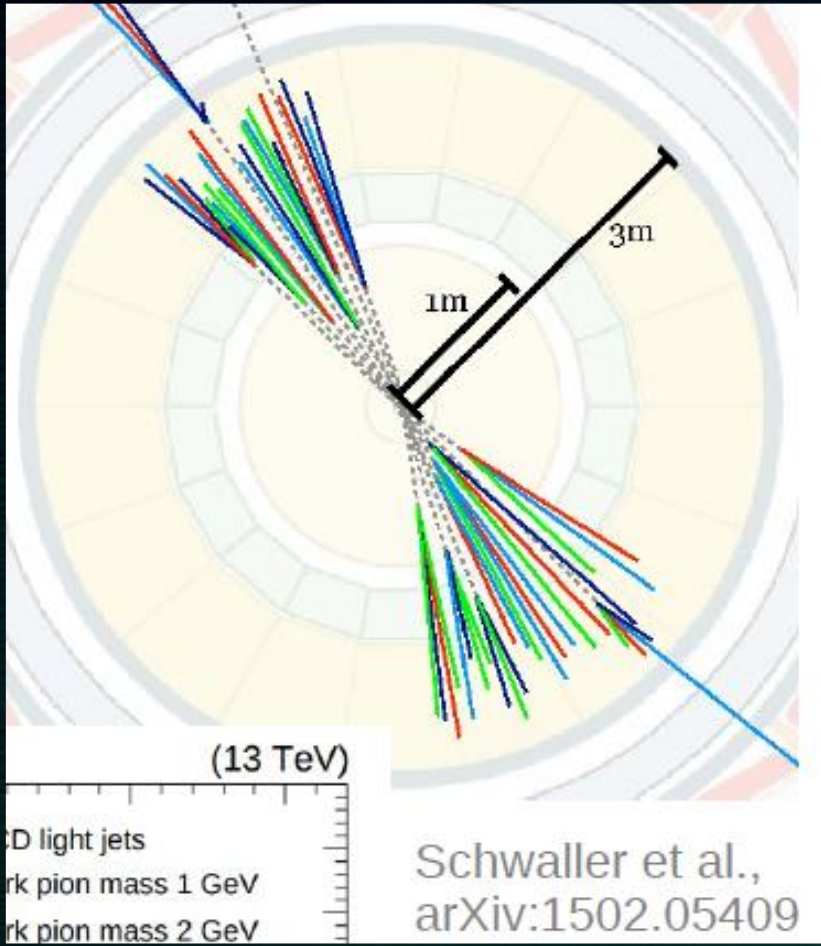 3m
1m
(13 TeV)
CD light jets
rk pion mass 1 GeV
rk pion mass 2 GeV
Schwaller et al.,
arXiv:1502.05409